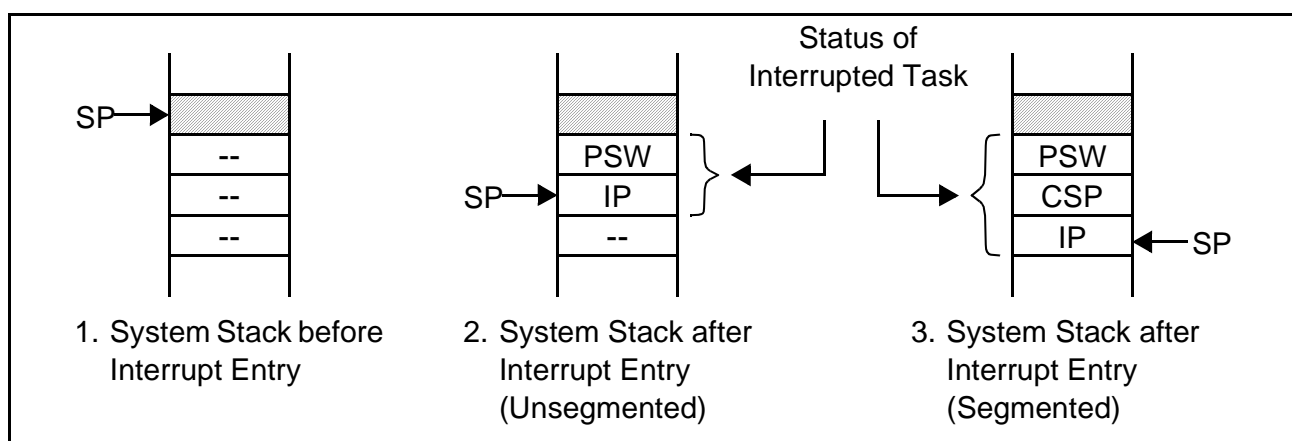 Status of
Interrupted Task
SP
--
--
--
PSW
SP
IP
--
PSW
CSP
IP
SP
1. System Stack before
Interrupt Entry
2. System Stack after
Interrupt Entry
(Unsegmented)
3. System Stack after
Interrupt Entry
(Segmented)